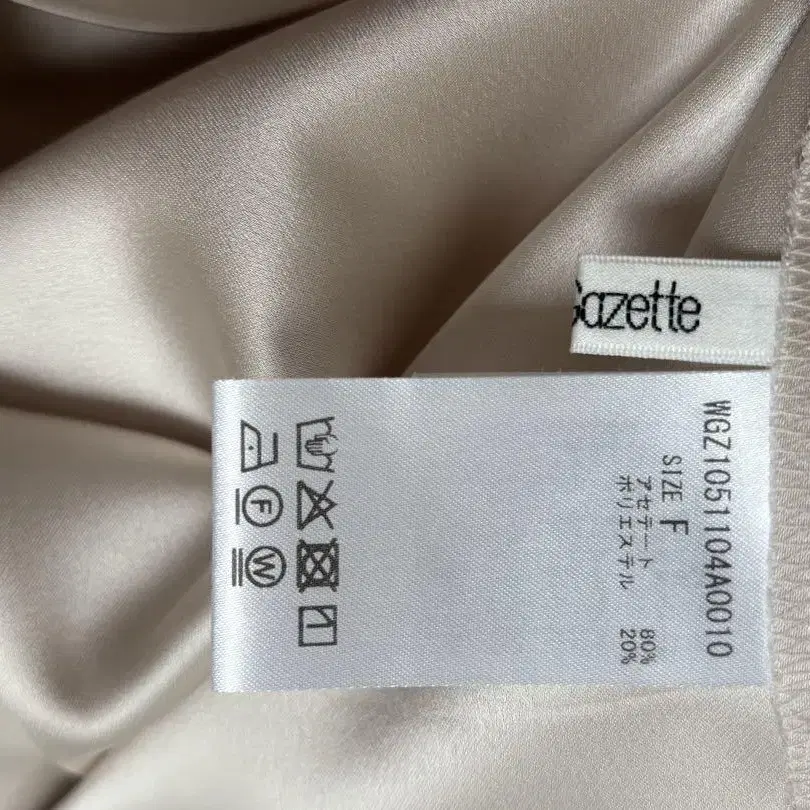 Gazette
WGZ1051104A0010
SIZE F
アセテート 80%
ポリエステル 20%
F
W